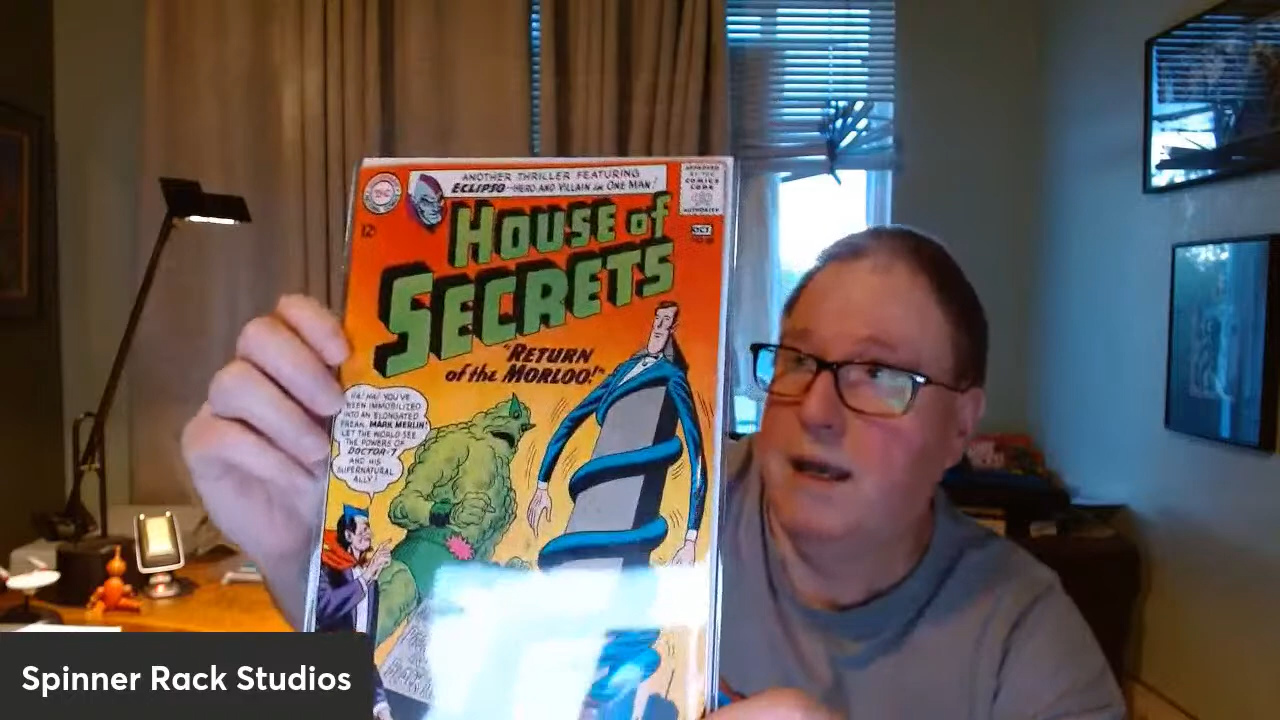 ANOTHER THRILLER FEATURING
ECLIPSO--HERO AND VILLAIN IN ONE MAN!
APPROVED
BY THE
COMICS
CODE
AUTHORITY
DC
12¢
OCT.
HOUSE of
SECRETS
"RETURN
of the MORLOO!"
HA! HA! YOU'VE
BEEN IMMOBILIZED
INTO AN ELONGATED
FREAK, MARK MERLIN!
LET THE WORLD SEE
THE POWERS OF
DOCTOR-7
AND HIS
SUPERNATURAL
ALLY!
Spinner Rack Studios